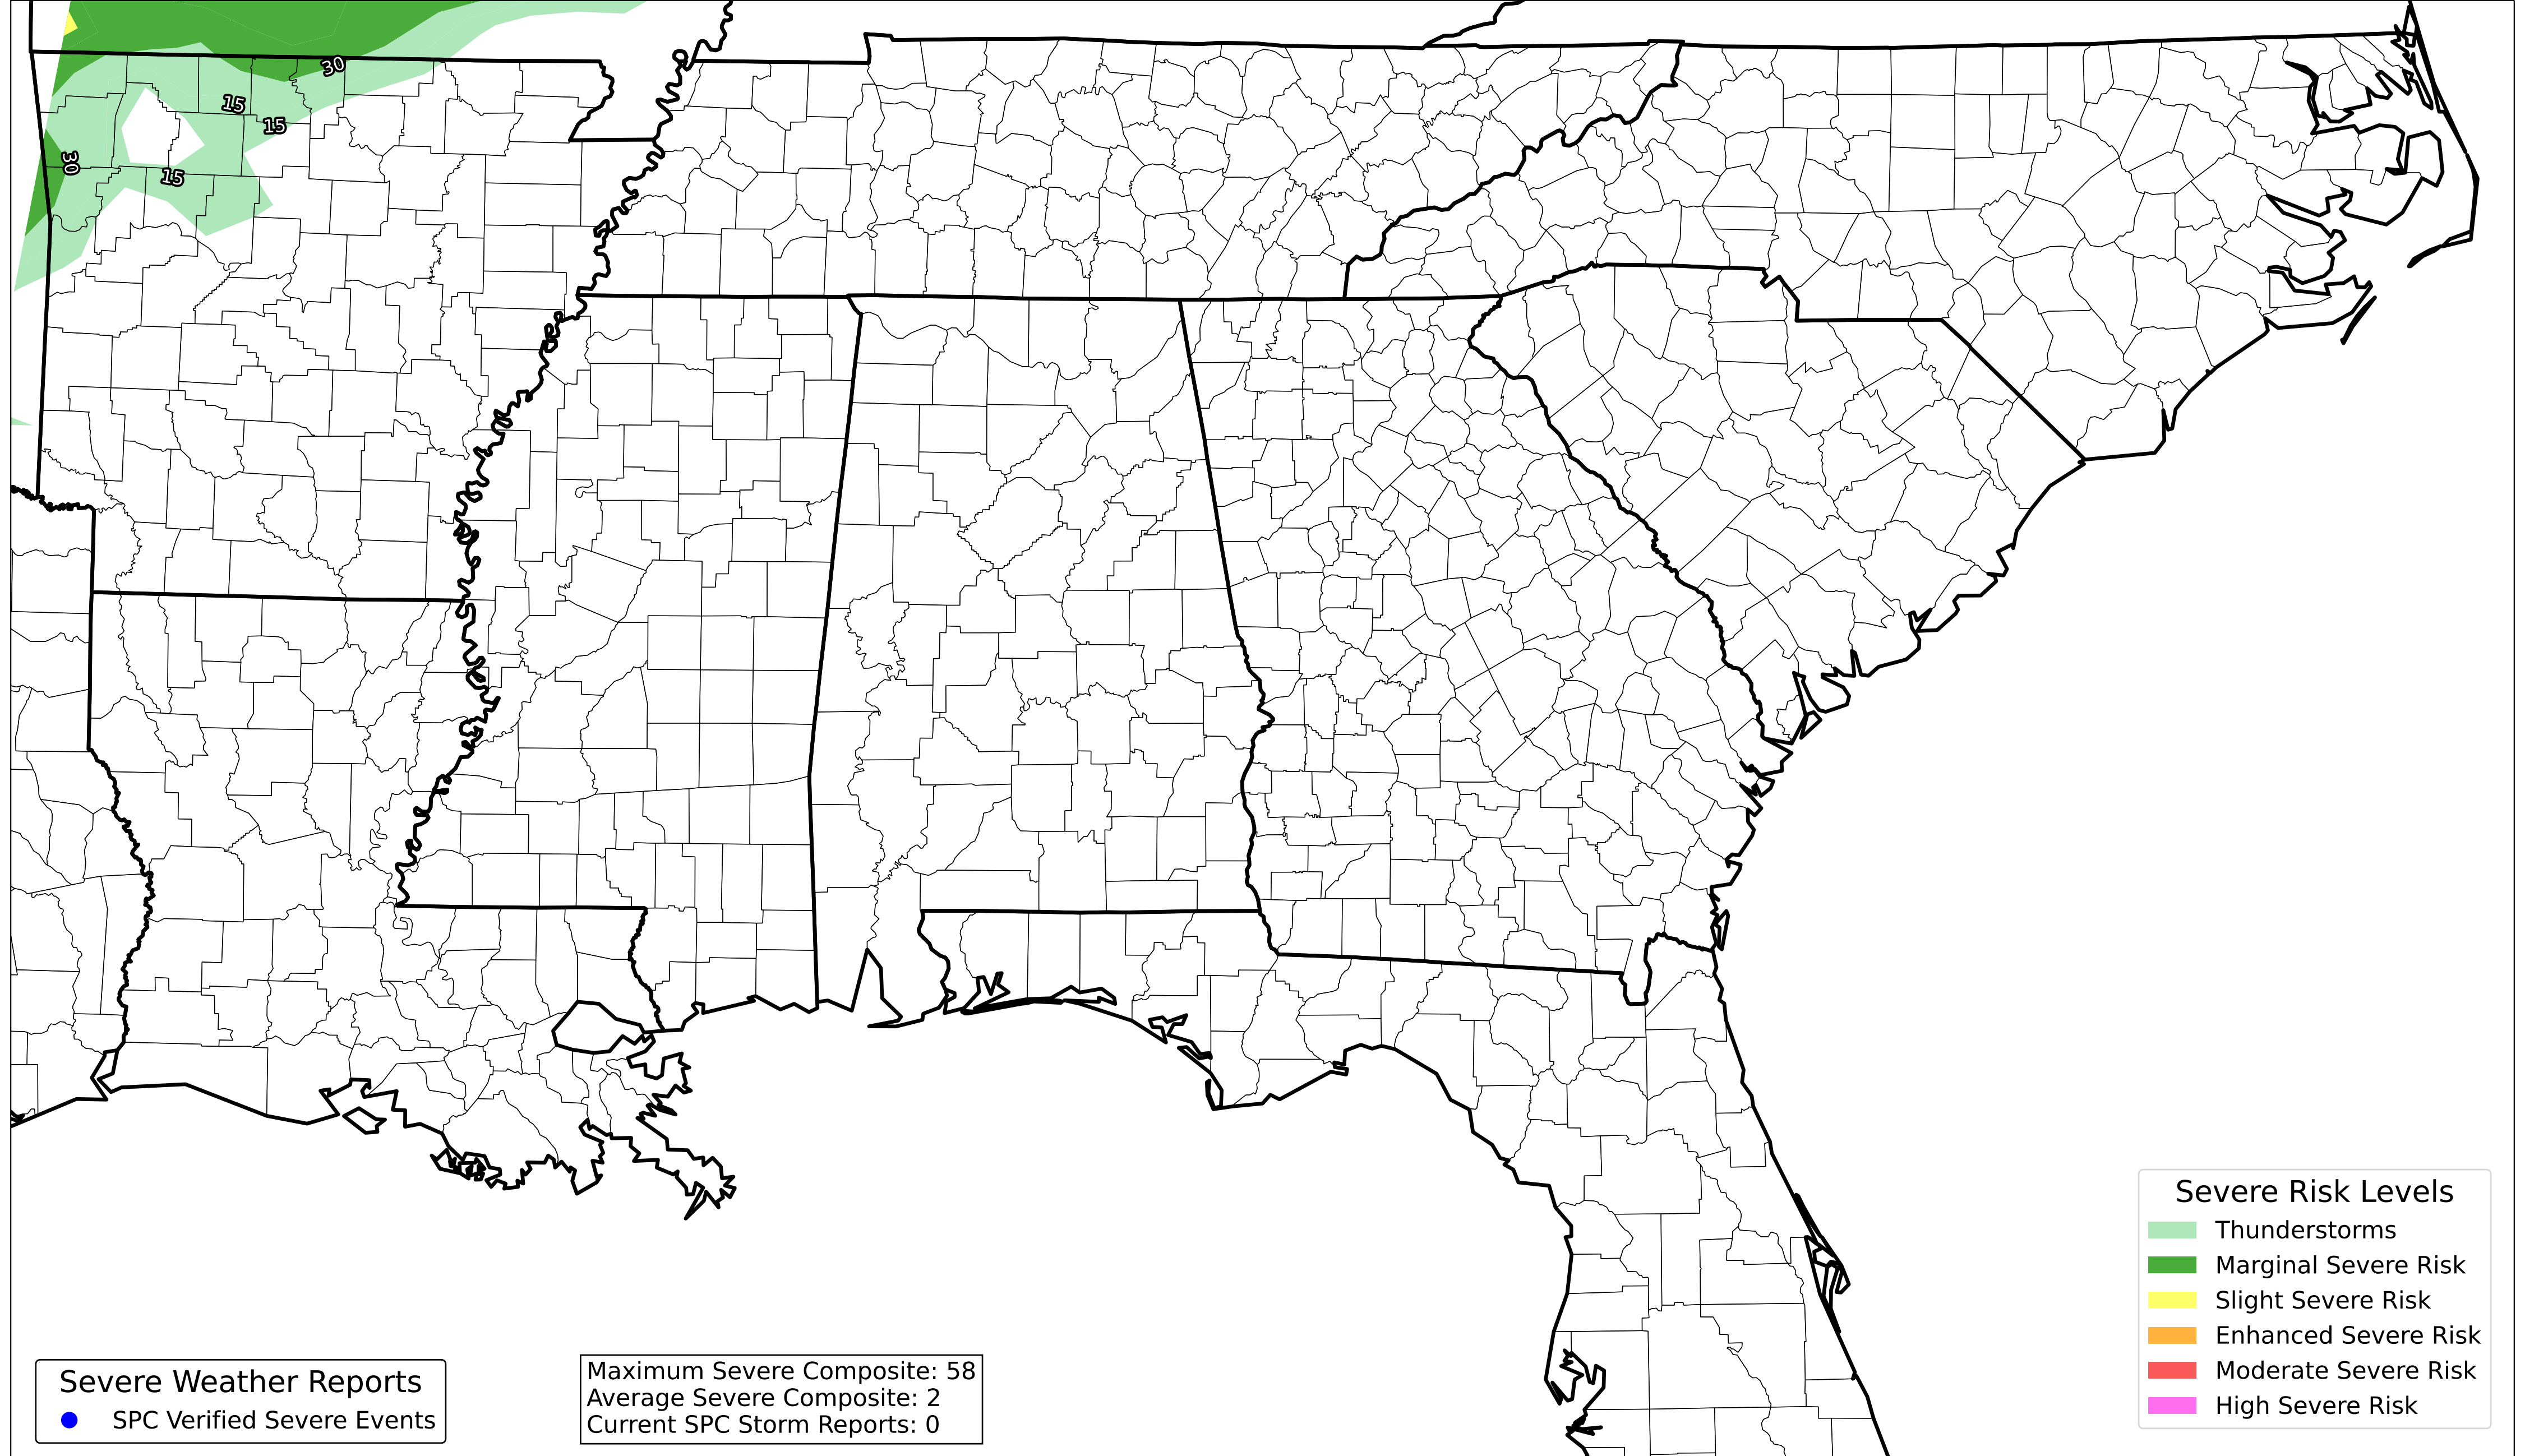 30
15
15
30
15
Severe Risk Levels
Thunderstorms
Marginal Severe Risk
Slight Severe Risk
Enhanced Severe Risk
Moderate Severe Risk
High Severe Risk
Severe Weather Reports
SPC Verified Severe Events
Maximum Severe Composite: 58
Average Severe Composite: 2
Current SPC Storm Reports: 0